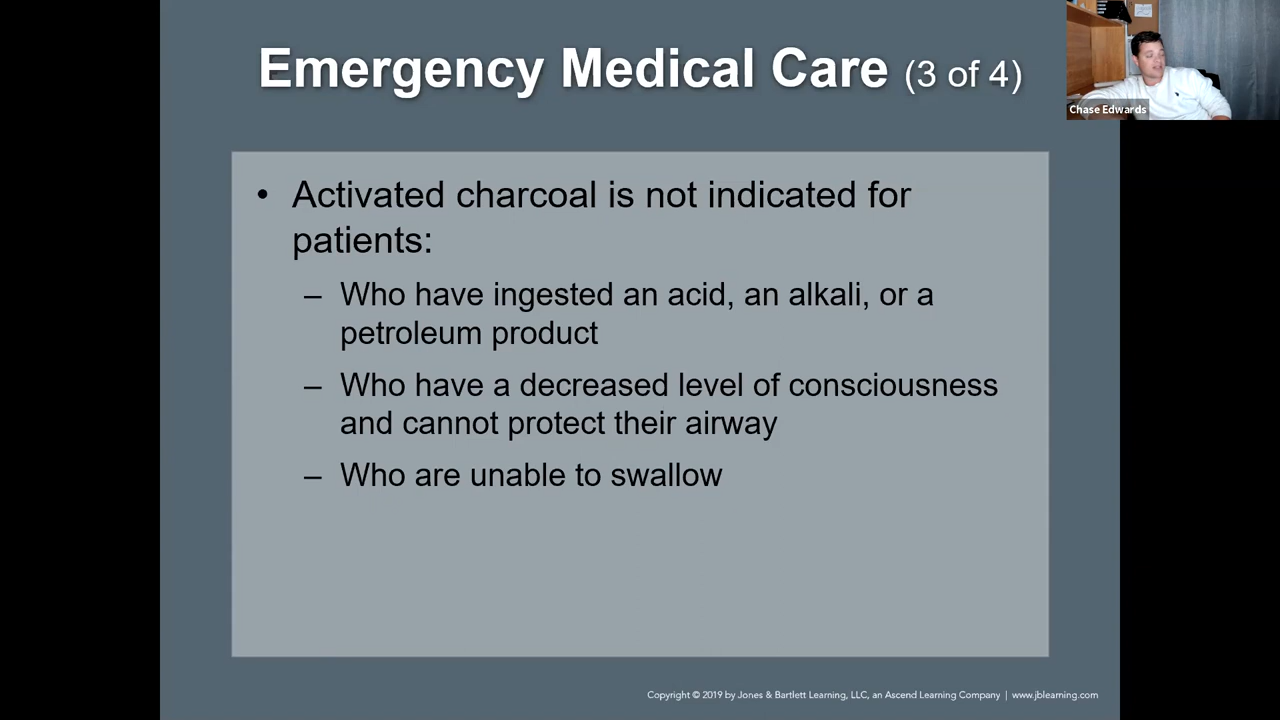 Emergency Medical Care (3 of 4)
Chase Edwards
• Activated charcoal is not indicated for
patients:
– Who have ingested an acid, an alkali, or a
petroleum product
– Who have a decreased level of consciousness
and cannot protect their airway
– Who are unable to swallow
Copyright © 2019 by Jones & Bartlett Learning, LLC, an Ascend Learning Company | www.jblearning.com